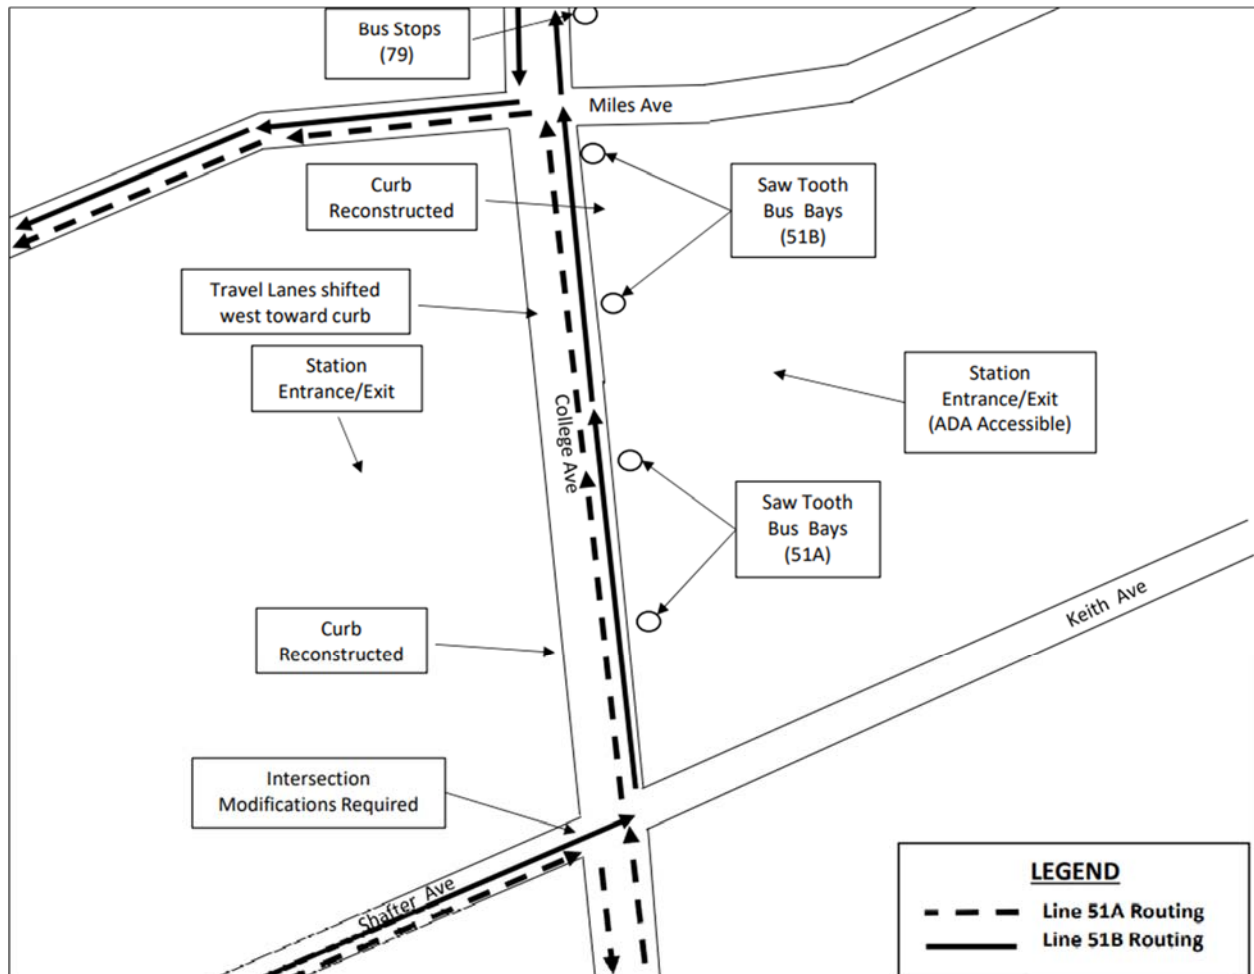 Bus Stops
(79)
Miles Ave
Curb
Reconstructed
Saw Tooth
Bus Bays
(51B)
Travel Lanes shifted
west toward curb
Station
Entrance/Exit
Station
Entrance/Exit
(ADA Accessible)
College Ave
Saw Tooth
Bus Bays
(51A)
Keith Ave
Curb
Reconstructed
Intersection
Modifications Required
Shafter Ave
LEGEND
Line 51A Routing
Line 51B Routing